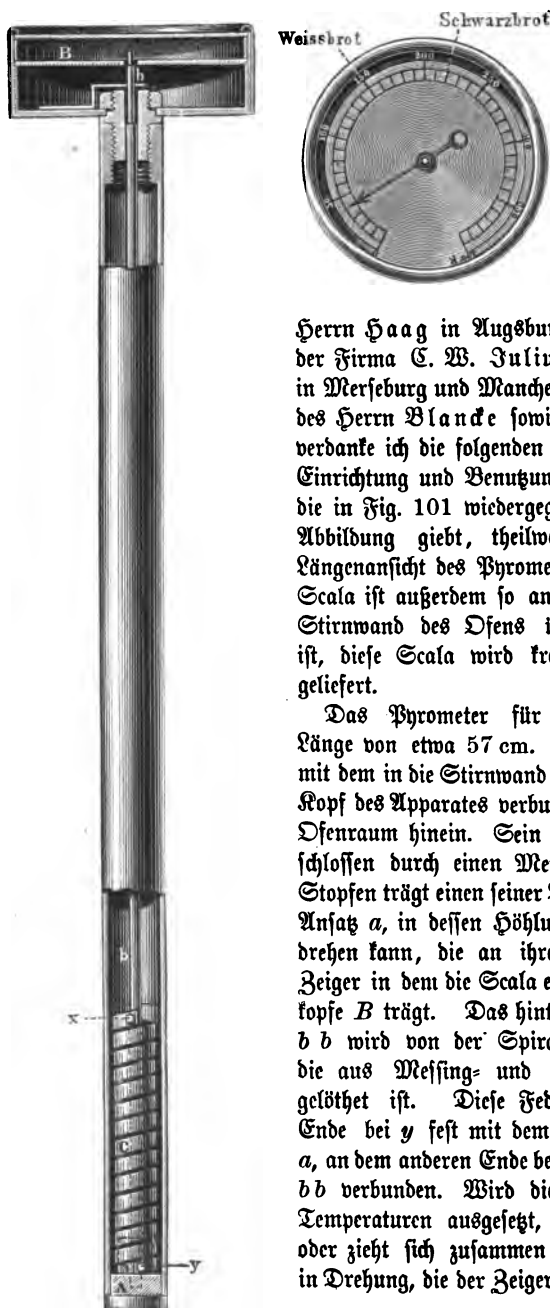 Schwarzbrot
Weissbrot
B
h
200
Herrn Haag in Augsbur
der Firma C. W. Juliu
in Merseburg und Manche
des Herrn Blancke sowi
verdanke ich die folgenden
Einrichtung und Benutzun
die in Fig. 101 wiedergeg
Abbildung giebt, theilw
Längenansicht des Pyrome
Scala ist außerdem so an
Stirnwand des Ofens i
ist, diese Scala wird kre
geliefert.
Das Pyrometer für
Länge von etwa 57 cm.
mit dem in die Stirnwand
Kopf des Apparates verbu
Ofenraum hinein. Sein
schlossen durch einen Me
Stopfen trägt einen seiner
Ansatz a, in dessen Höhlu
drehen kann, die an ihre
Zeiger in dem die Scala e
kopfe B trägt. Das hint
b b wird von der Spira
die aus Messing= und
gelöthet ist. Diese Fed
Ende bei y fest mit dem
a, an dem anderen Ende be
b b verbunden. Wird die
Temperaturen ausgesetzt,
oder zieht sich zusammen
in Drehung, die der Zeiger
b
x
C
y
A